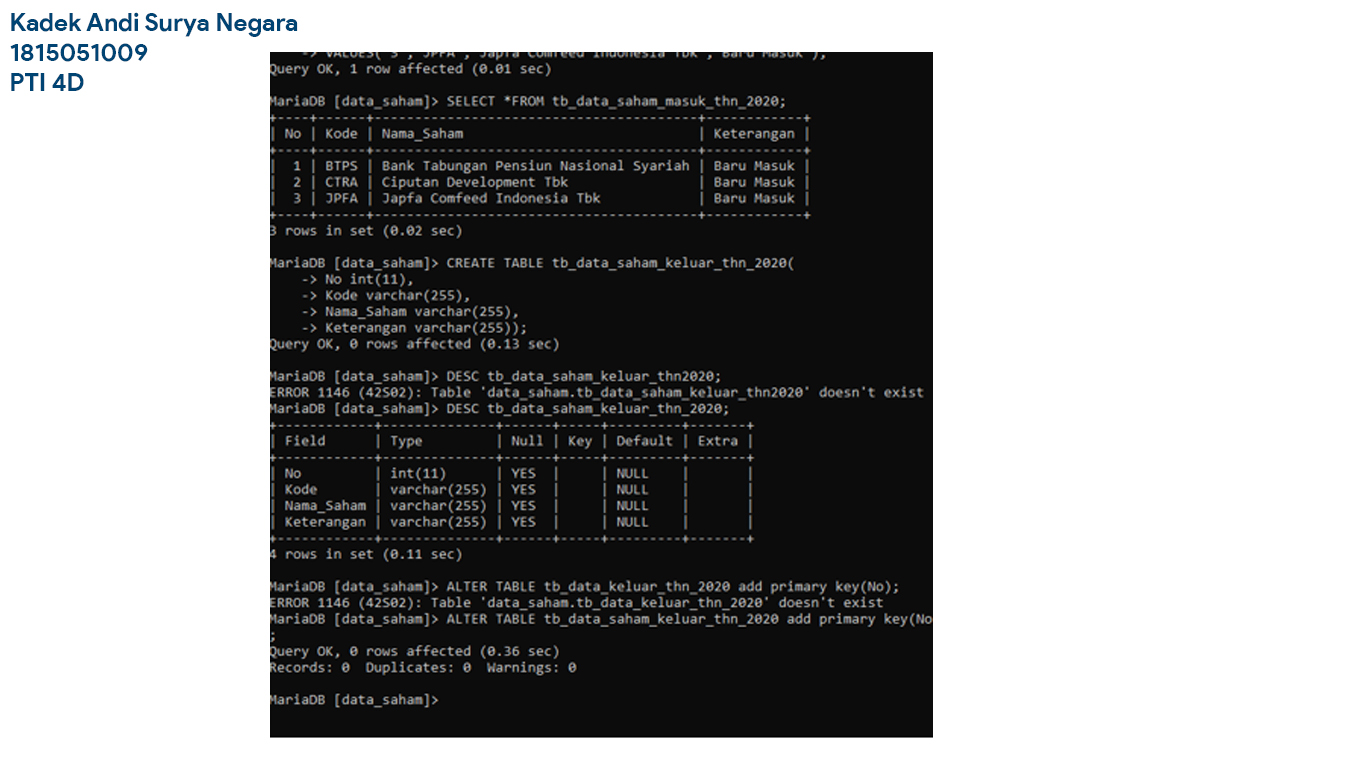 Kadek Andi Surya Negara
1815051009
PTI 4D
-> VALUES('3','JPFA','Japfa Comfeed Indonesia Tbk','Baru Masuk');
Query OK, 1 row affected (0.01 sec)
MariaDB [data_saham]> SELECT *FROM tb_data_saham_masuk_thn_2020;
+----+------+----------------------------------------+------------+
| No | Kode | Nama_Saham | Keterangan |
+----+------+----------------------------------------+------------+
| 1 | BTPS | Bank Tabungan Pensiun Nasional Syariah | Baru Masuk |
| 2 | CTRA | Ciputan Development Tbk | Baru Masuk |
| 3 | JPFA | Japfa Comfeed Indonesia Tbk | Baru Masuk |
+----+------+----------------------------------------+------------+
3 rows in set (0.02 sec)
MariaDB [data_saham]> CREATE TABLE tb_data_saham_keluar_thn_2020(
-> No int(11),
-> Kode varchar(255),
-> Nama_Saham varchar(255),
-> Keterangan varchar(255));
Query OK, 0 rows affected (0.13 sec)
MariaDB [data_saham]> DESC tb_data_saham_keluar_thn2020;
ERROR 1146 (42S02): Table 'data_saham.tb_data_saham_keluar_thn2020' doesn't exist
MariaDB [data_saham]> DESC tb_data_saham_keluar_thn_2020;
+------------+--------------+------+-----+---------+-------+
| Field | Type | Null | Key | Default | Extra |
+------------+--------------+------+-----+---------+-------+
| No | int(11) | YES | | NULL | |
| Kode | varchar(255) | YES | | NULL | |
| Nama_Saham | varchar(255) | YES | | NULL | |
| Keterangan | varchar(255) | YES | | NULL | |
+------------+--------------+------+-----+---------+-------+
4 rows in set (0.11 sec)
MariaDB [data_saham]> ALTER TABLE tb_data_keluar_thn_2020 add primary key(No);
ERROR 1146 (42S02): Table 'data_saham.tb_data_keluar_thn_2020' doesn't exist
MariaDB [data_saham]> ALTER TABLE tb_data_saham_keluar_thn_2020 add primary key(No
;
Query OK, 0 rows affected (0.36 sec)
Records: 0 Duplicates: 0 Warnings: 0
MariaDB [data_saham]>